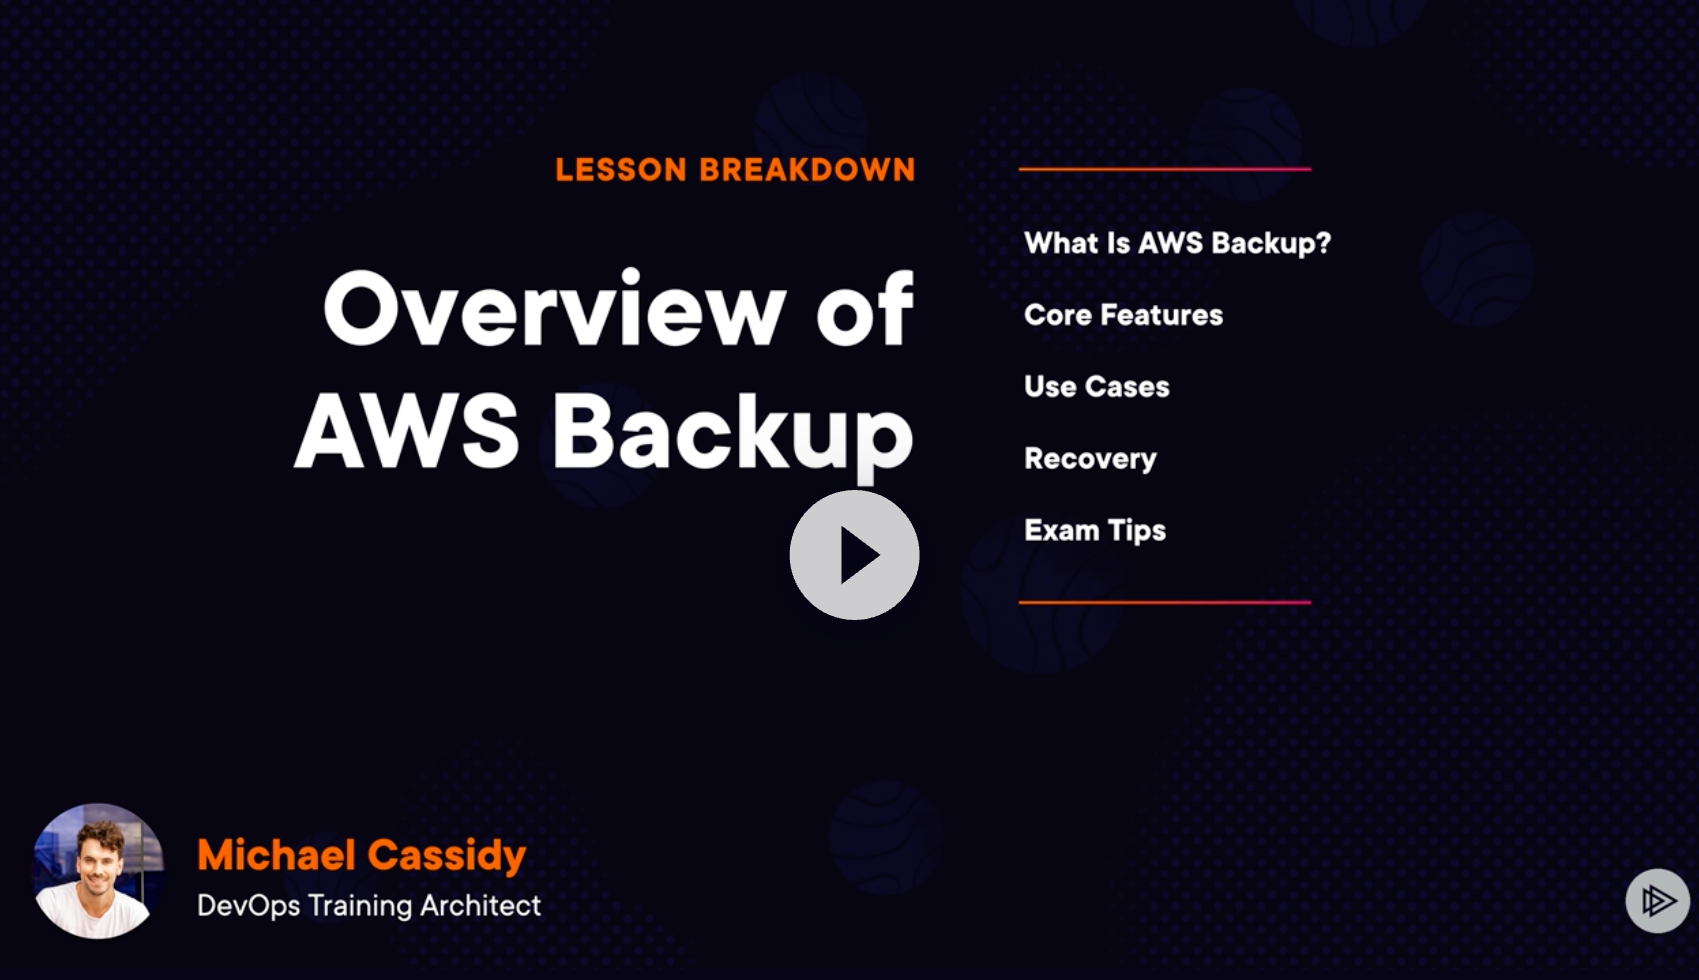 LESSON BREAKDOWN
Overview of
AWS Backup
What Is AWS Backup?
Core Features
Use Cases
Recovery
Exam Tips
Michael Cassidy
DevOps Training Architect